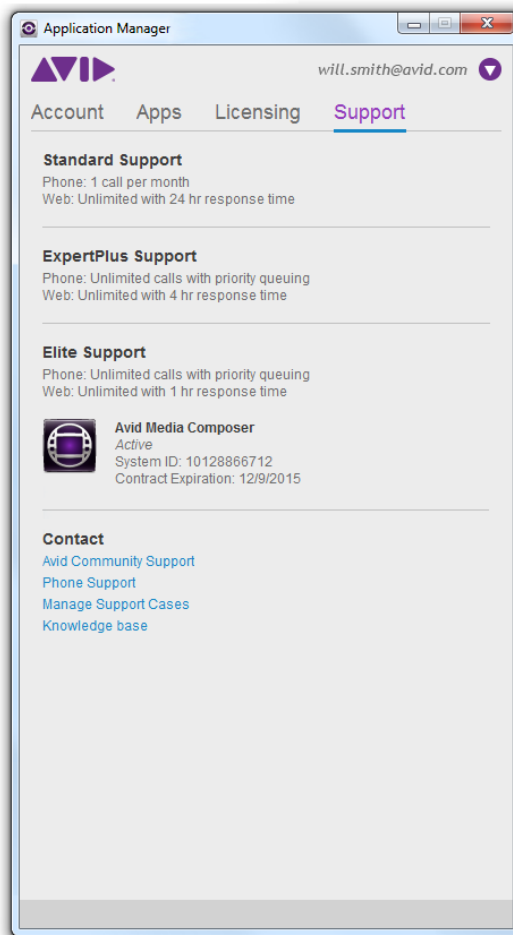 Application Manager
AVID
will.smith@avid.com
Account Apps Licensing Support
Standard Support
Phone: 1 call per month
Web: Unlimited with 24 hr response time
ExpertPlus Support
Phone: Unlimited calls with priority queuing
Web: Unlimited with 4 hr response time
Elite Support
Phone: Unlimited calls with priority queuing
Web: Unlimited with 1 hr response time
Avid Media Composer
Active
System ID: 10128866712
Contract Expiration: 12/9/2015
Contact
Avid Community Support
Phone Support
Manage Support Cases
Knowledge base